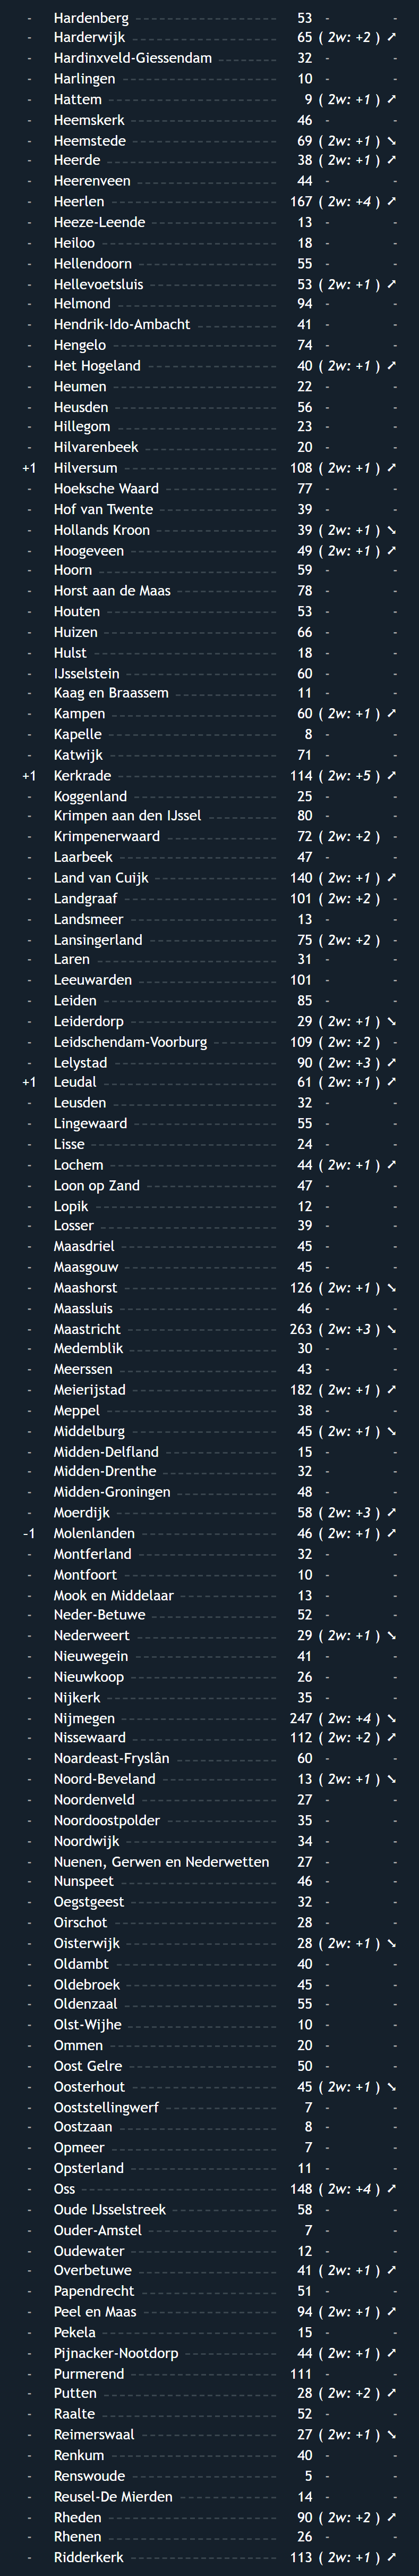 - Hardenberg 53 - -
- Harderwijk 65 ( 2w: +2 ) ➚
- Hardinxveld-Giessendam 32 - -
- Harlingen 10 - -
- Hattem 9 ( 2w: +1 ) ➚
- Heemskerk 46 - -
- Heemstede 69 ( 2w: +1 ) ➘
- Heerde 38 ( 2w: +1 ) ➚
- Heerenveen 44 - -
- Heerlen 167 ( 2w: +4 ) ➚
- Heeze-Leende 13 - -
- Heiloo 18 - -
- Hellendoorn 55 - -
- Hellevoetsluis 53 ( 2w: +1 ) ➚
- Helmond 94 - -
- Hendrik-Ido-Ambacht 41 - -
- Hengelo 74 - -
- Het Hogeland 40 ( 2w: +1 ) ➚
- Heumen 22 - -
- Heusden 56 - -
- Hillegom 23 - -
- Hilvarenbeek 20 - -
+1 Hilversum 108 ( 2w: +1 ) ➚
- Hoeksche Waard 77 - -
- Hof van Twente 39 - -
- Hollands Kroon 39 ( 2w: +1 ) ➘
- Hoogeveen 49 ( 2w: +1 ) ➚
- Hoorn 59 - -
- Horst aan de Maas 78 - -
- Houten 53 - -
- Huizen 66 - -
- Hulst 18 - -
- IJsselstein 60 - -
- Kaag en Braassem 11 - -
- Kampen 60 ( 2w: +1 ) ➚
- Kapelle 8 - -
- Katwijk 71 - -
+1 Kerkrade 114 ( 2w: +5 ) ➚
- Koggenland 25 - -
- Krimpen aan den IJssel 80 - -
- Krimpenerwaard 72 ( 2w: +2 ) -
- Laarbeek 47 - -
- Land van Cuijk 140 ( 2w: +1 ) ➚
- Landgraaf 101 ( 2w: +2 ) -
- Landsmeer 13 - -
- Lansingerland 75 ( 2w: +2 ) -
- Laren 31 - -
- Leeuwarden 101 - -
- Leiden 85 - -
- Leiderdorp 29 ( 2w: +1 ) ➘
- Leidschendam-Voorburg 109 ( 2w: +2 ) -
- Lelystad 90 ( 2w: +3 ) ➚
+1 Leudal 61 ( 2w: +1 ) ➚
- Leusden 32 - -
- Lingewaard 55 - -
- Lisse 24 - -
- Lochem 44 ( 2w: +1 ) ➚
- Loon op Zand 47 - -
- Lopik 12 - -
- Losser 39 - -
- Maasdriel 45 - -
- Maasgouw 45 - -
- Maashorst 126 ( 2w: +1 ) ➘
- Maassluis 46 - -
- Maastricht 263 ( 2w: +3 ) ➘
- Medemblik 30 - -
- Meerssen 43 - -
- Meierijstad 182 ( 2w: +1 ) ➚
- Meppel 38 - -
- Middelburg 45 ( 2w: +1 ) ➘
- Midden-Delfland 15 - -
- Midden-Drenthe 32 - -
- Midden-Groningen 48 - -
- Moerdijk 58 ( 2w: +3 ) ➚
-1 Molenlanden 46 ( 2w: +1 ) ➚
- Montferland 32 - -
- Montfoort 10 - -
- Mook en Middelaar 13 - -
- Neder-Betuwe 52 - -
- Nederweert 29 ( 2w: +1 ) ➘
- Nieuwegein 41 - -
- Nieuwkoop 26 - -
- Nijkerk 35 - -
- Nijmegen 247 ( 2w: +4 ) ➘
- Nissewaard 112 ( 2w: +2 ) ➚
- Noardeast-Fryslân 60 - -
- Noord-Beveland 13 ( 2w: +1 ) ➘
- Noordenveld 27 - -
- Noordoostpolder 35 - -
- Noordwijk 34 - -
- Nuenen, Gerwen en Nederwetten 27 - -
- Nunspeet 46 - -
- Oegstgeest 32 - -
- Oirschot 28 - -
- Oisterwijk 28 ( 2w: +1 ) ➘
- Oldambt 40 - -
- Oldebroek 45 - -
- Oldenzaal 55 - -
- Olst-Wijhe 10 - -
- Ommen 20 - -
- Oost Gelre 50 - -
- Oosterhout 45 ( 2w: +1 ) ➘
- Ooststellingwerf 7 - -
- Oostzaan 8 - -
- Opmeer 7 - -
- Opsterland 11 - -
- Oss 148 ( 2w: +4 ) ➚
- Oude IJsselstreek 58 - -
- Ouder-Amstel 7 - -
- Oudewater 12 - -
- Overbetuwe 41 ( 2w: +1 ) ➚
- Papendrecht 51 - -
- Peel en Maas 94 ( 2w: +1 ) ➚
- Pekela 15 - -
- Pijnacker-Nootdorp 44 ( 2w: +1 ) ➚
- Purmerend 111 - -
- Putten 28 ( 2w: +2 ) ➚
- Raalte 52 - -
- Reimerswaal 27 ( 2w: +1 ) ➘
- Renkum 40 - -
- Renswoude 5 - -
- Reusel-De Mierden 14 - -
- Rheden 90 ( 2w: +2 ) ➚
- Rhenen 26 - -
- Ridderkerk 113 ( 2w: +1 ) ➚